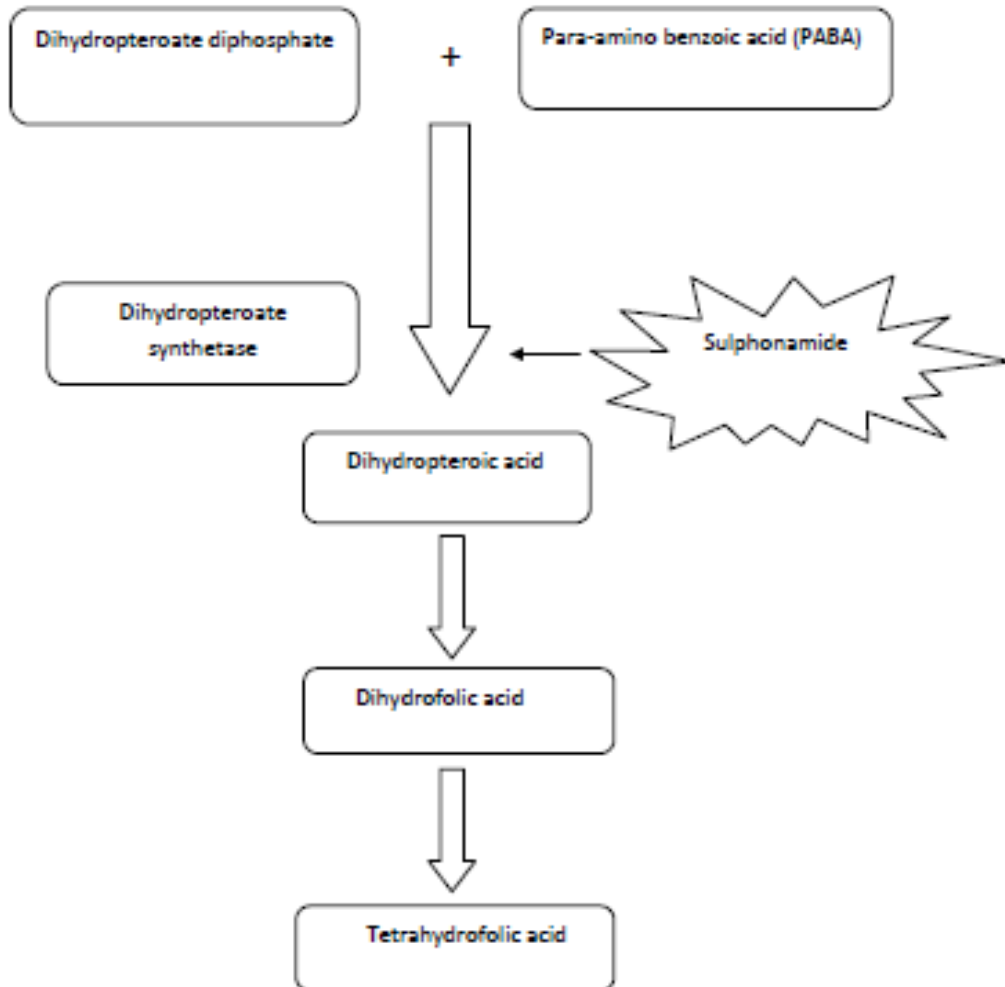 Dihydropteroate diphosphate
+
Para-amino benzoic acid (PABA)
Dihydropteroate
synthetase
Sulphonamide
Dihydropteroic acid
Dihydrofolic acid
Tetrahydrofolic acid